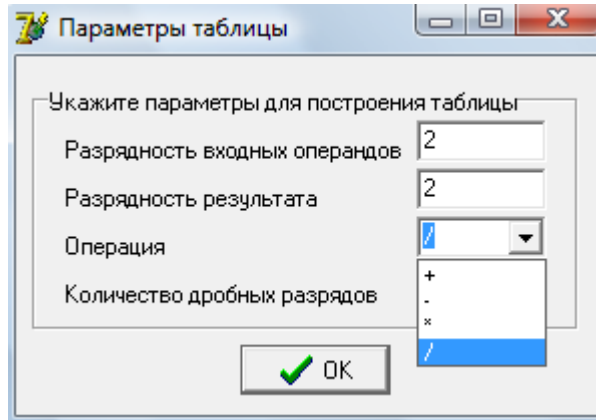 Параметры таблицы
Укажите параметры для построения таблицы
Разрядность входных операндов 2
Разрядность результата 2
Операция /
+
-
Количество дробных разрядов
*
/
OK